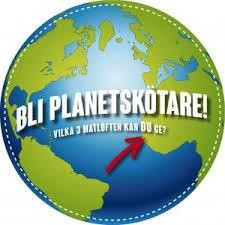 BLI PLANETSKÖTARE!
VILKA 3 MATLÖFTEN KAN DU GE?